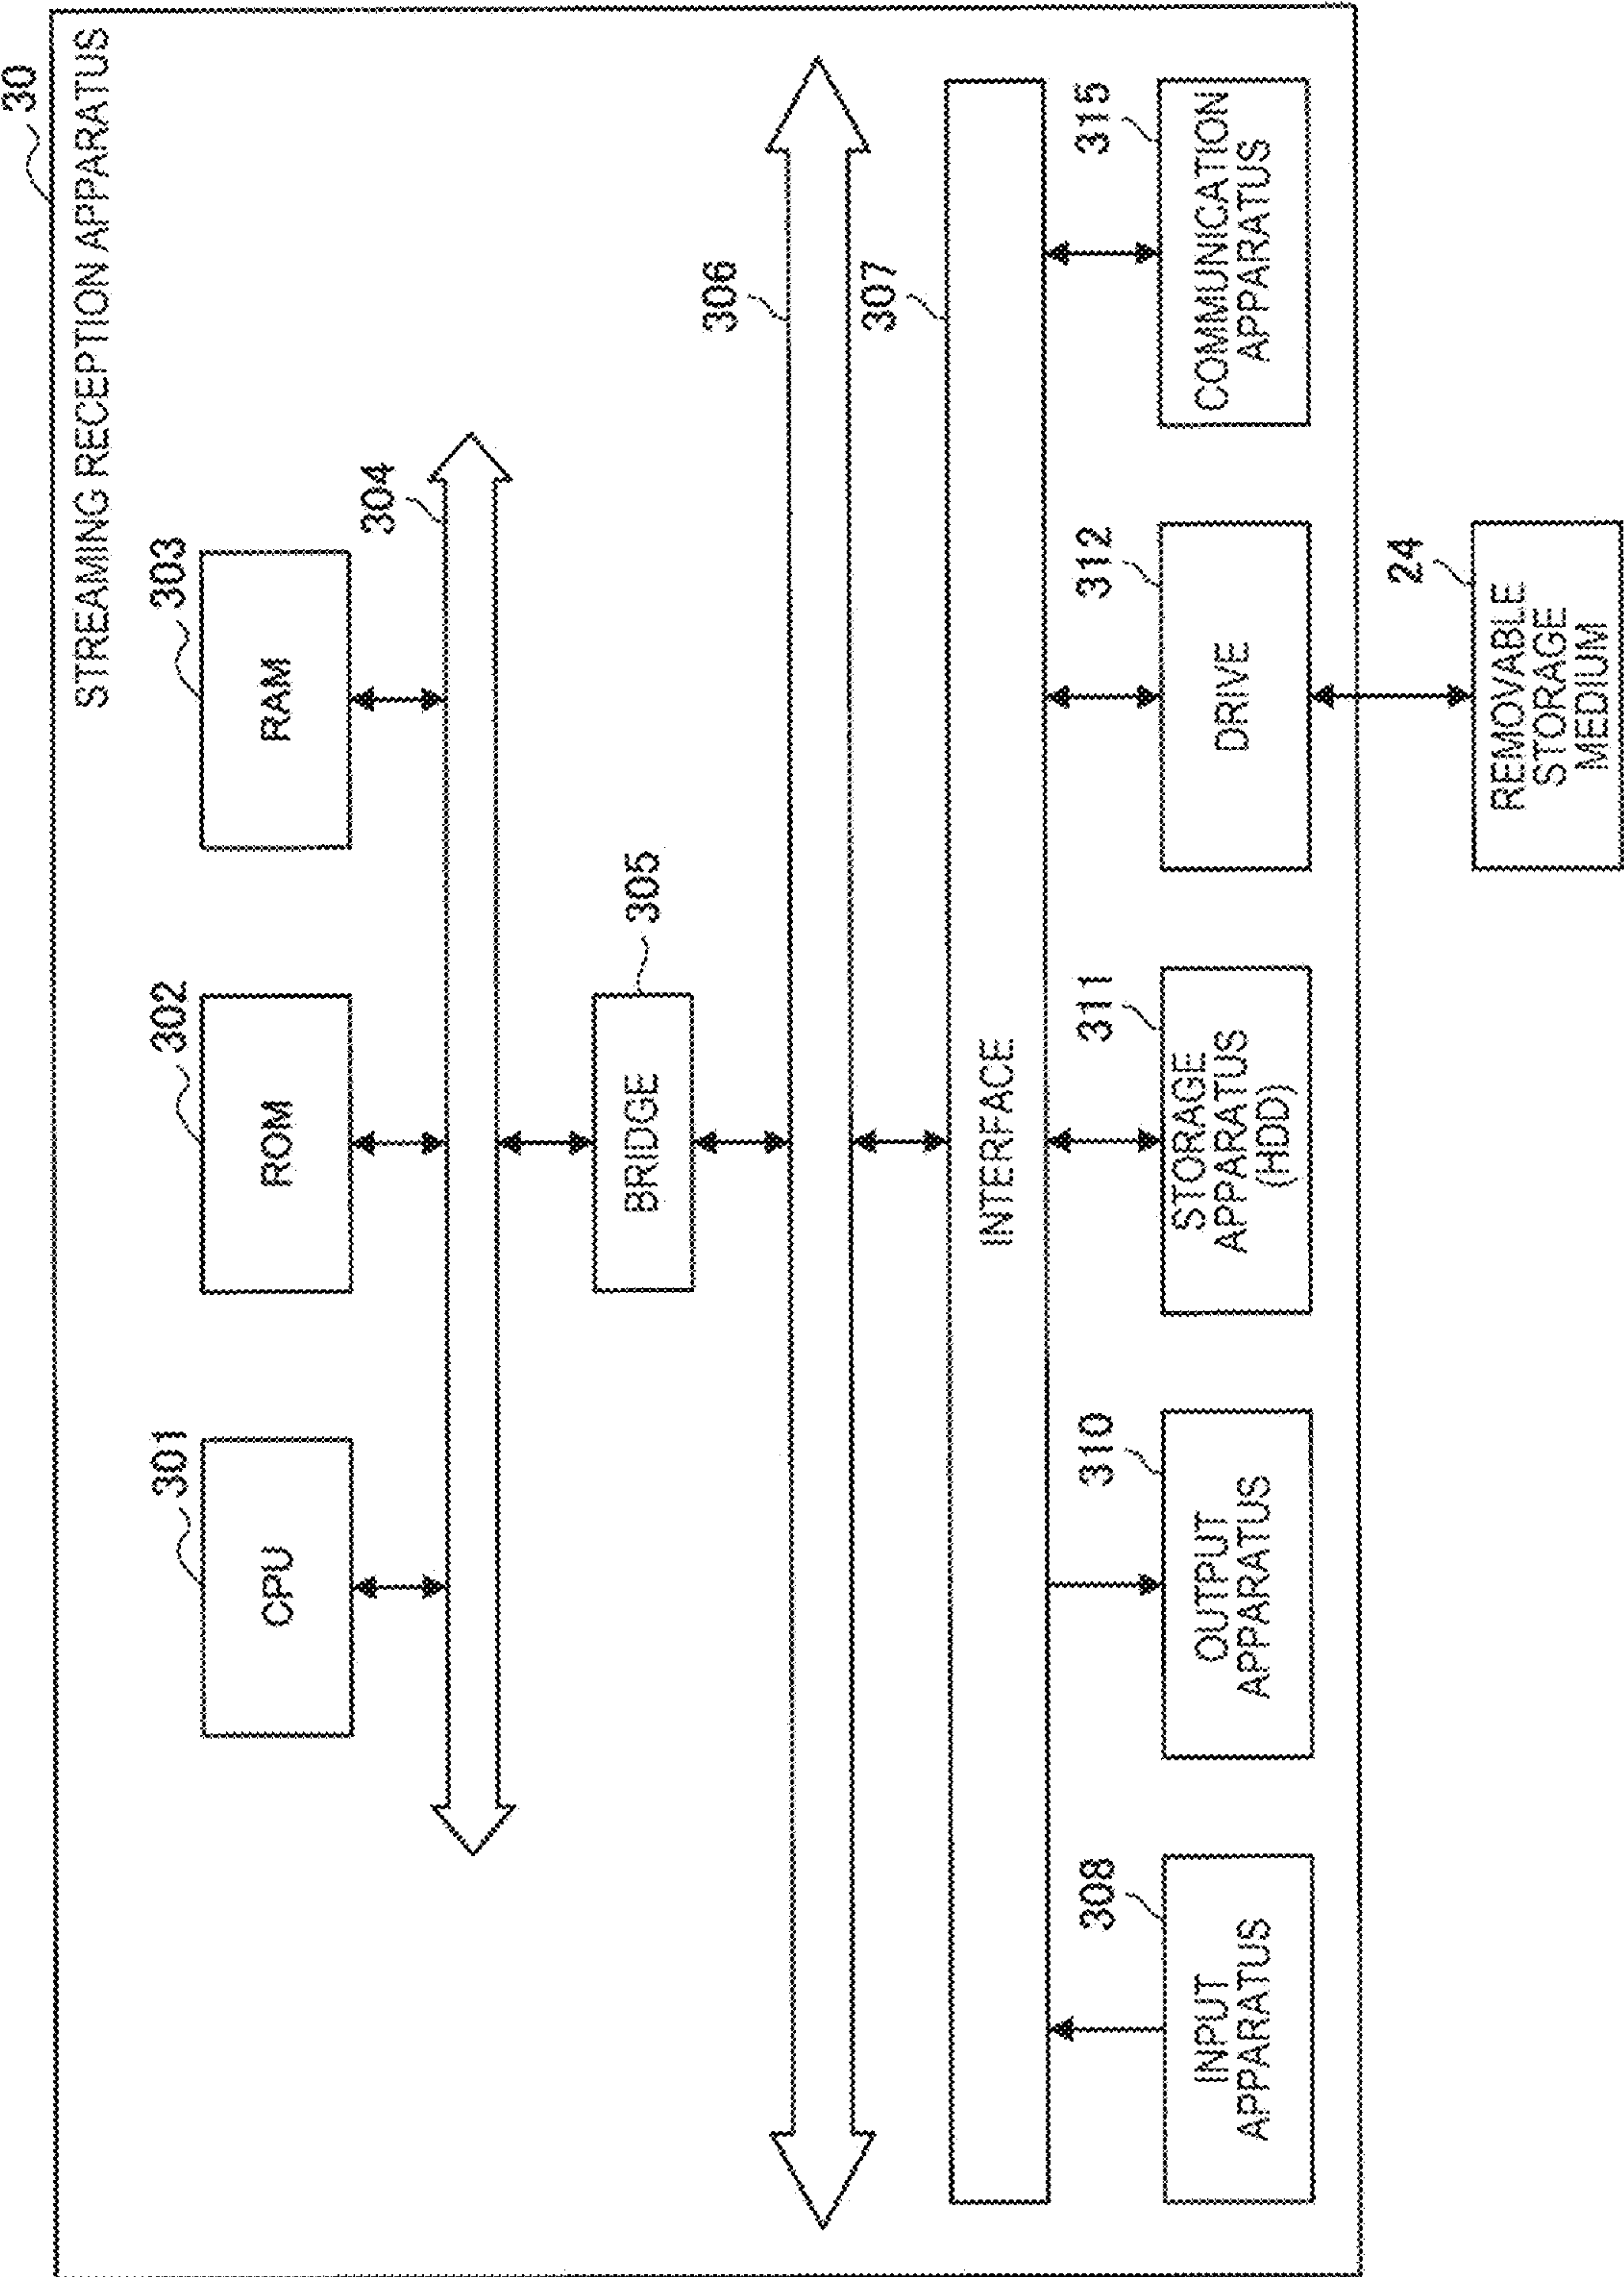 30
STREAMING RECEPTION APPARATUS
301
302
303
CPU
ROM
RAM
304
305
BRIDGE
306
307
INTERFACE
308
310
311
312
315
INPUT
APPARATUS
OUTPUT
APPARATUS
STORAGE
APPARATUS
(HDD)
DRIVE
COMMUNICATION
APPARATUS
24
REMOVABLE
STORAGE
MEDIUM